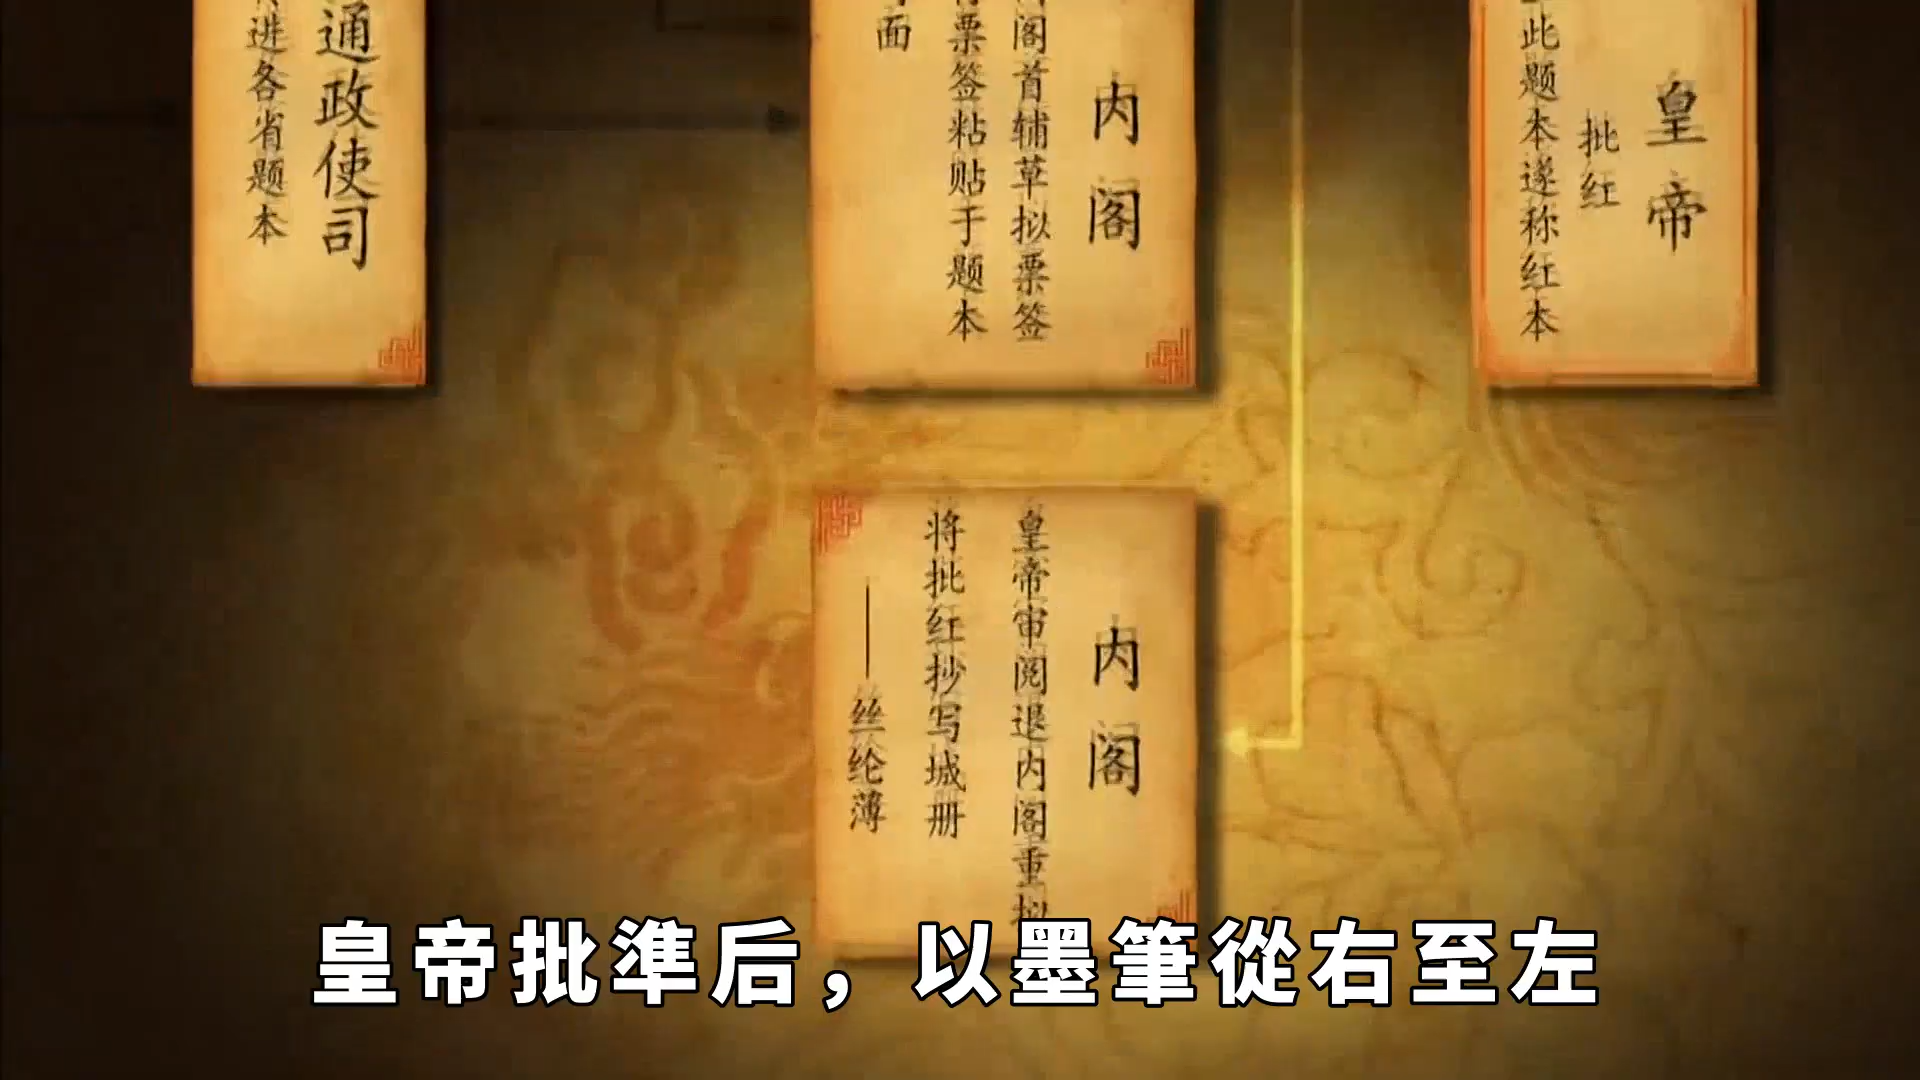 皇帝
批红
此题本遂称红本
内阁
阁首辅草拟票签
票签粘贴于题本
面
通政使司
进各省题本
内阁
皇帝审阅退内阁重拟
将批红抄写城册
——丝纶薄
皇帝批準后，以墨筆從右至左